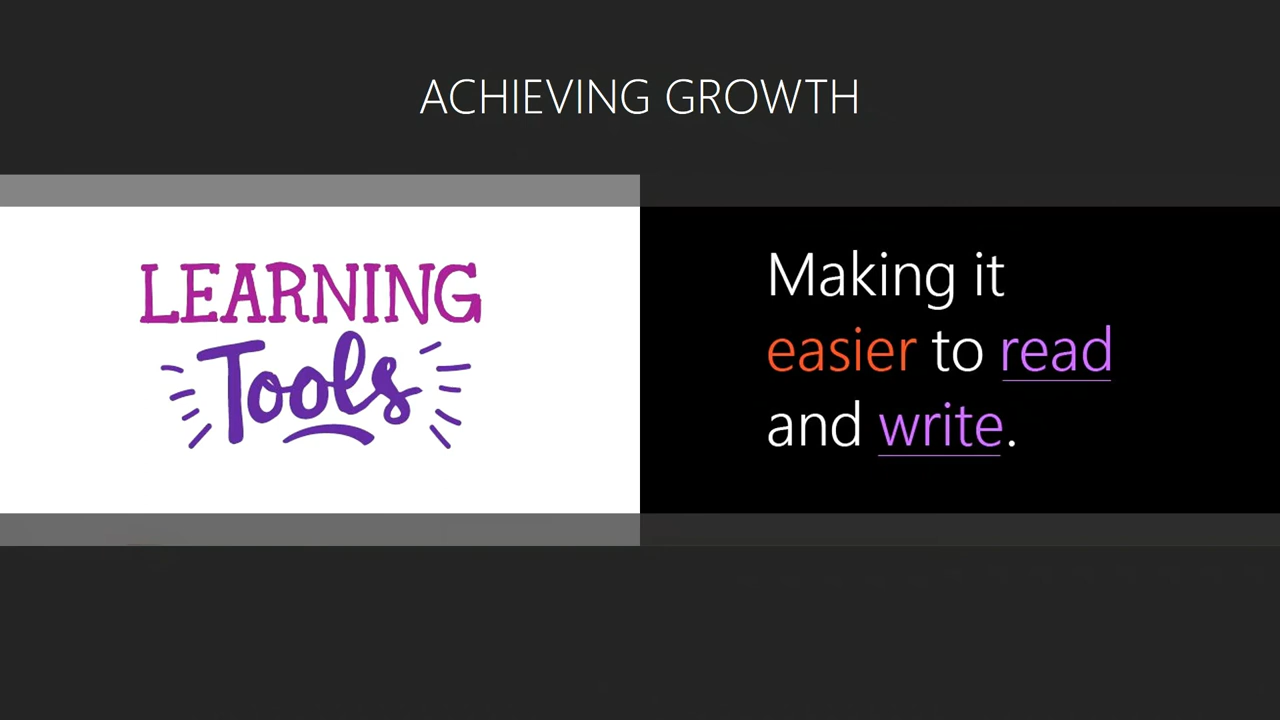 ACHIEVING GROWTH
LEARNING
Tools
Making it
easier to read
and write.